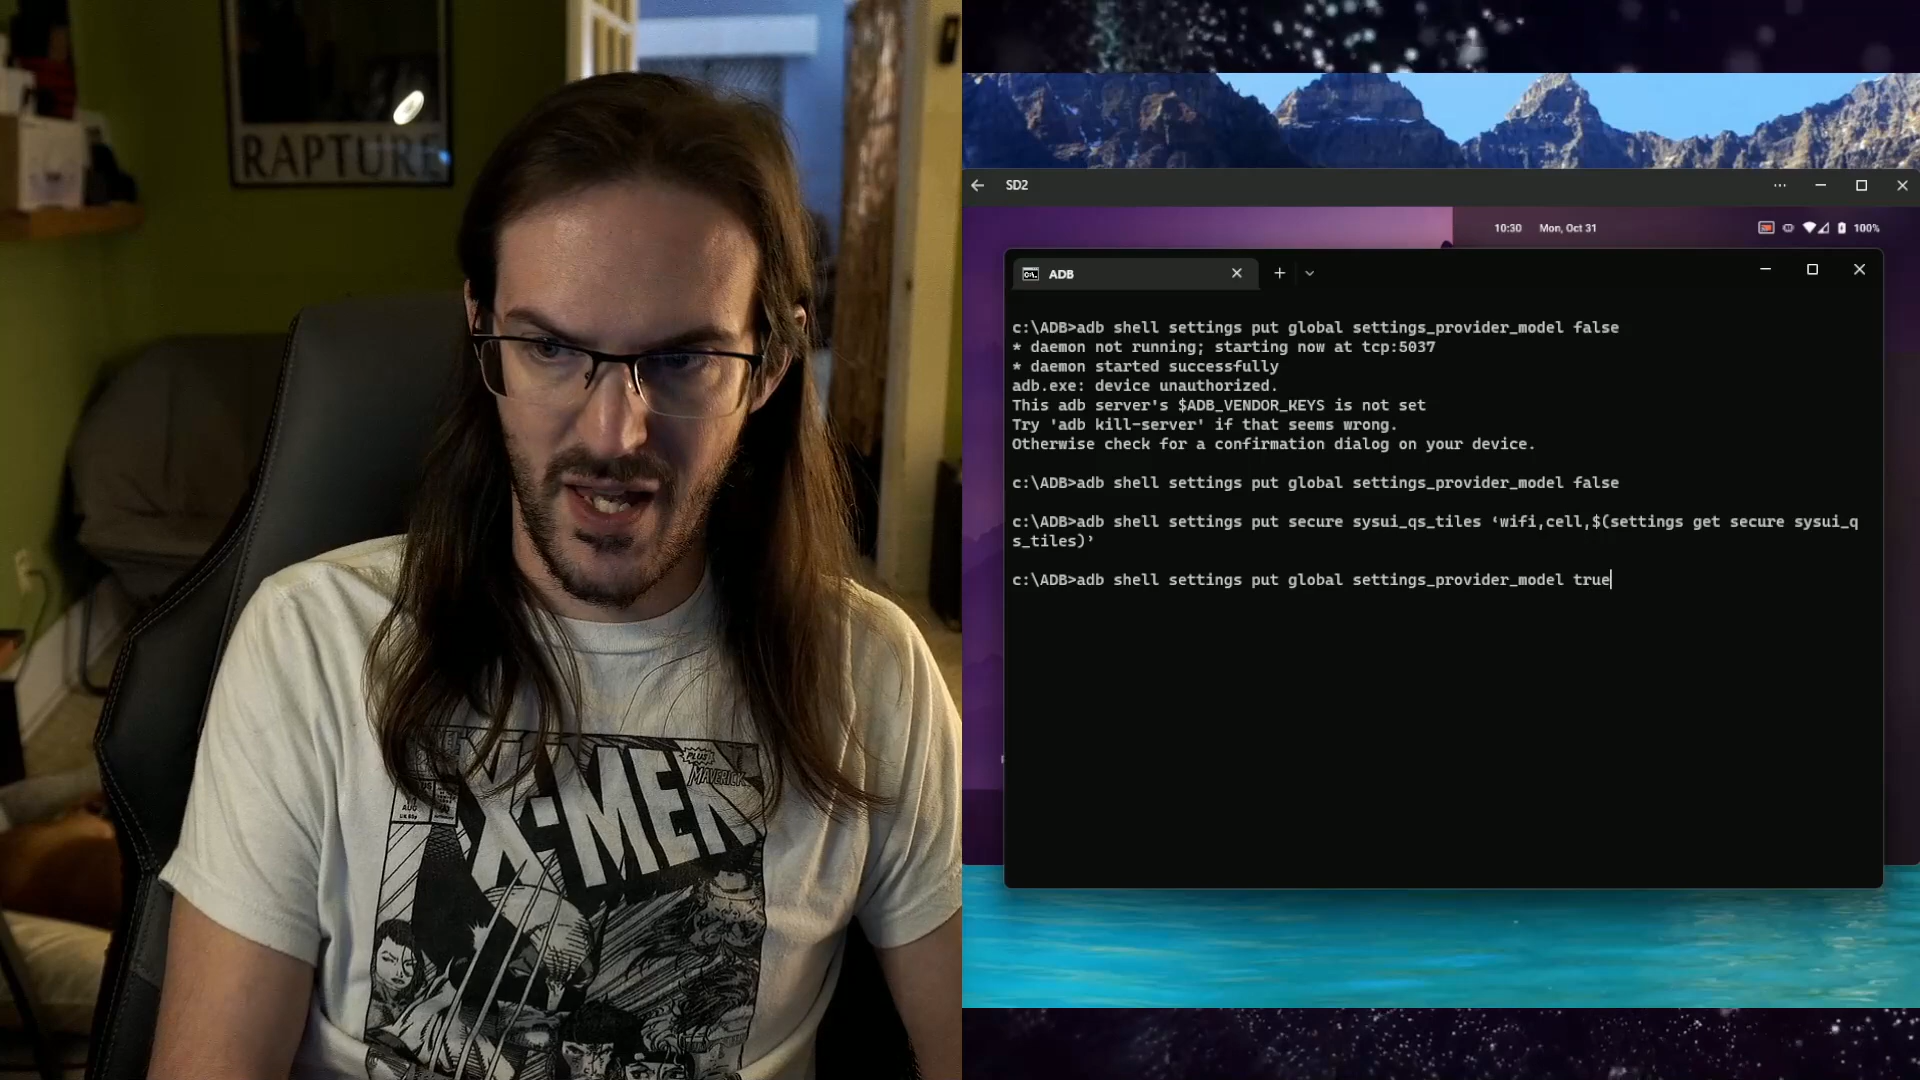 RAPTURE
PLUS
MAVERICK
X-MEN
AUG
SD2
10:30 Mon, Oct 31
100%
ADB
c:\ADB>adb shell settings put global settings_provider_model false
* daemon not running; starting now at tcp:5037
* daemon started successfully
adb.exe: device unauthorized.
This adb server's $ADB_VENDOR_KEYS is not set
Try 'adb kill-server' if that seems wrong.
Otherwise check for a confirmation dialog on your device.
c:\ADB>adb shell settings put global settings_provider_model false
c:\ADB>adb shell settings put secure sysui_qs_tiles ‘wifi,cell,$(settings get secure sysui_q
s_tiles)’
c:\ADB>adb shell settings put global settings_provider_model true